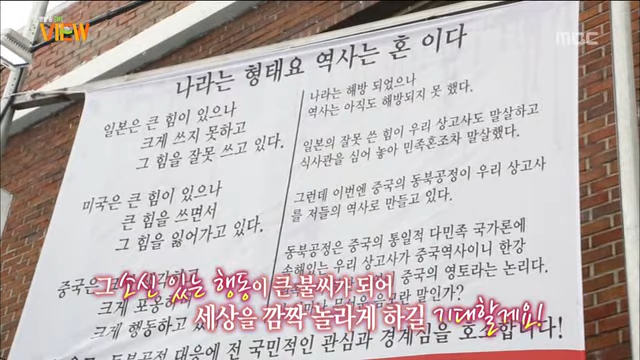 생방송 오늘저녁
VIEW
MBC
나라는 형태요 역사는 혼 이다
일본은 큰 힘이 있으나
크게 쓰지 못하고
그 힘을 잘못 쓰고 있다.
미국은 큰 힘이 있으나
큰 힘을 쓰면서
그 힘을 잃어가고 있다.
중국은
크게 포용
크게 행동하고 있
나라는 해방 되었으나
역사는 아직도 해방되지 못 했다.
일본의 잘못 쓴 힘이 우리 상고사도 말살하고
식사관을 심어 놓아 민족혼조차 말살했다.
그런데 이번엔 중국의 동북공정이 우리 상고사
를 저들의 역사로 만들고 있다.
동북공정은 중국의 통일적 다민족 국가론에
우리 상고사가 중국역사이니 한강
중국의 영토라는 논리다.
말인가?
동북공정 대응에 전 국민적인 관심과 경계심을 호소합니다!
그 소신 있는 행동이 큰 불씨가 되어
세상을 깜짝 놀라게 하길 기대할게요!